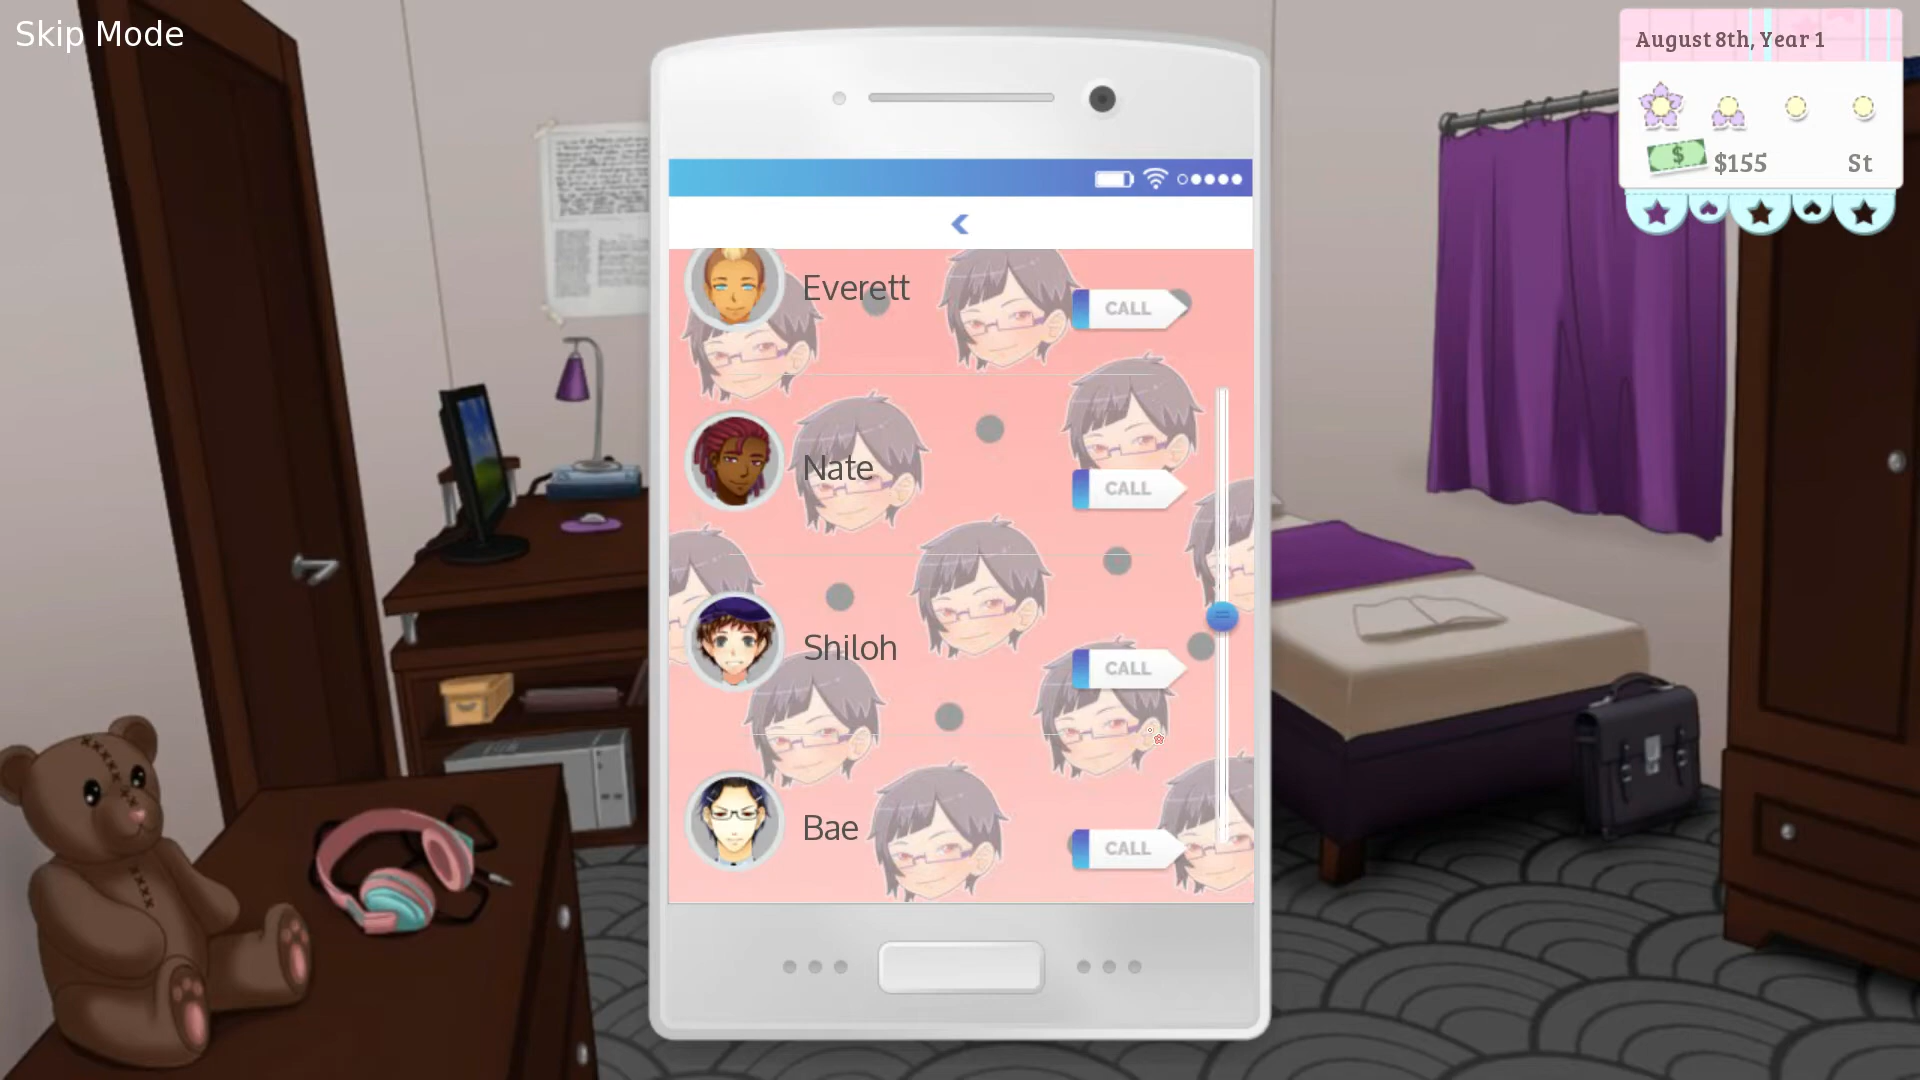 Skip Mode
August 8th, Year 1
$155
St
Everett
CALL
Nate
CALL
Shiloh
CALL
Bae
CALL